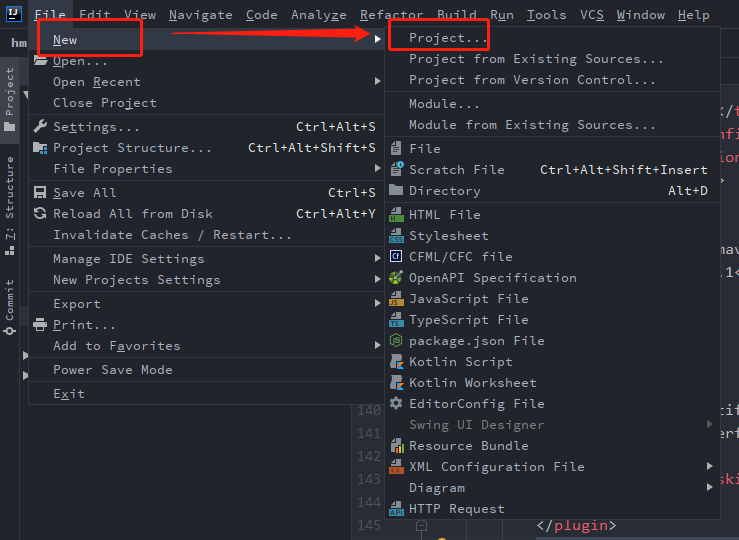 IJ File Edit View Navigate Code Analyze Refactor Build Run Tools VCS Window Help
hm
New
Open...
Open Recent
Close Project
Settings... Ctrl+Alt+S
Project Structure... Ctrl+Alt+Shift+S
File Properties
Save All Ctrl+S
Reload All from Disk Ctrl+Alt+Y
Invalidate Caches / Restart...
Manage IDE Settings
New Projects Settings
Export
Print...
Add to Favorites
Power Save Mode
Exit
Project...
Project from Existing Sources...
Project from Version Control...
Module...
Module from Existing Sources...
File
Scratch File Ctrl+Alt+Shift+Insert
Directory Alt+D
HTML File
Stylesheet
CFML/CFC file
OpenAPI Specification
JavaScript File
TypeScript File
package.json File
Kotlin Script
Kotlin Worksheet
EditorConfig File
Swing UI Designer
Resource Bundle
XML Configuration File
Diagram
HTTP Request
Project
7: Structure
Commit
140
141
142
143
144
145
</plugin>